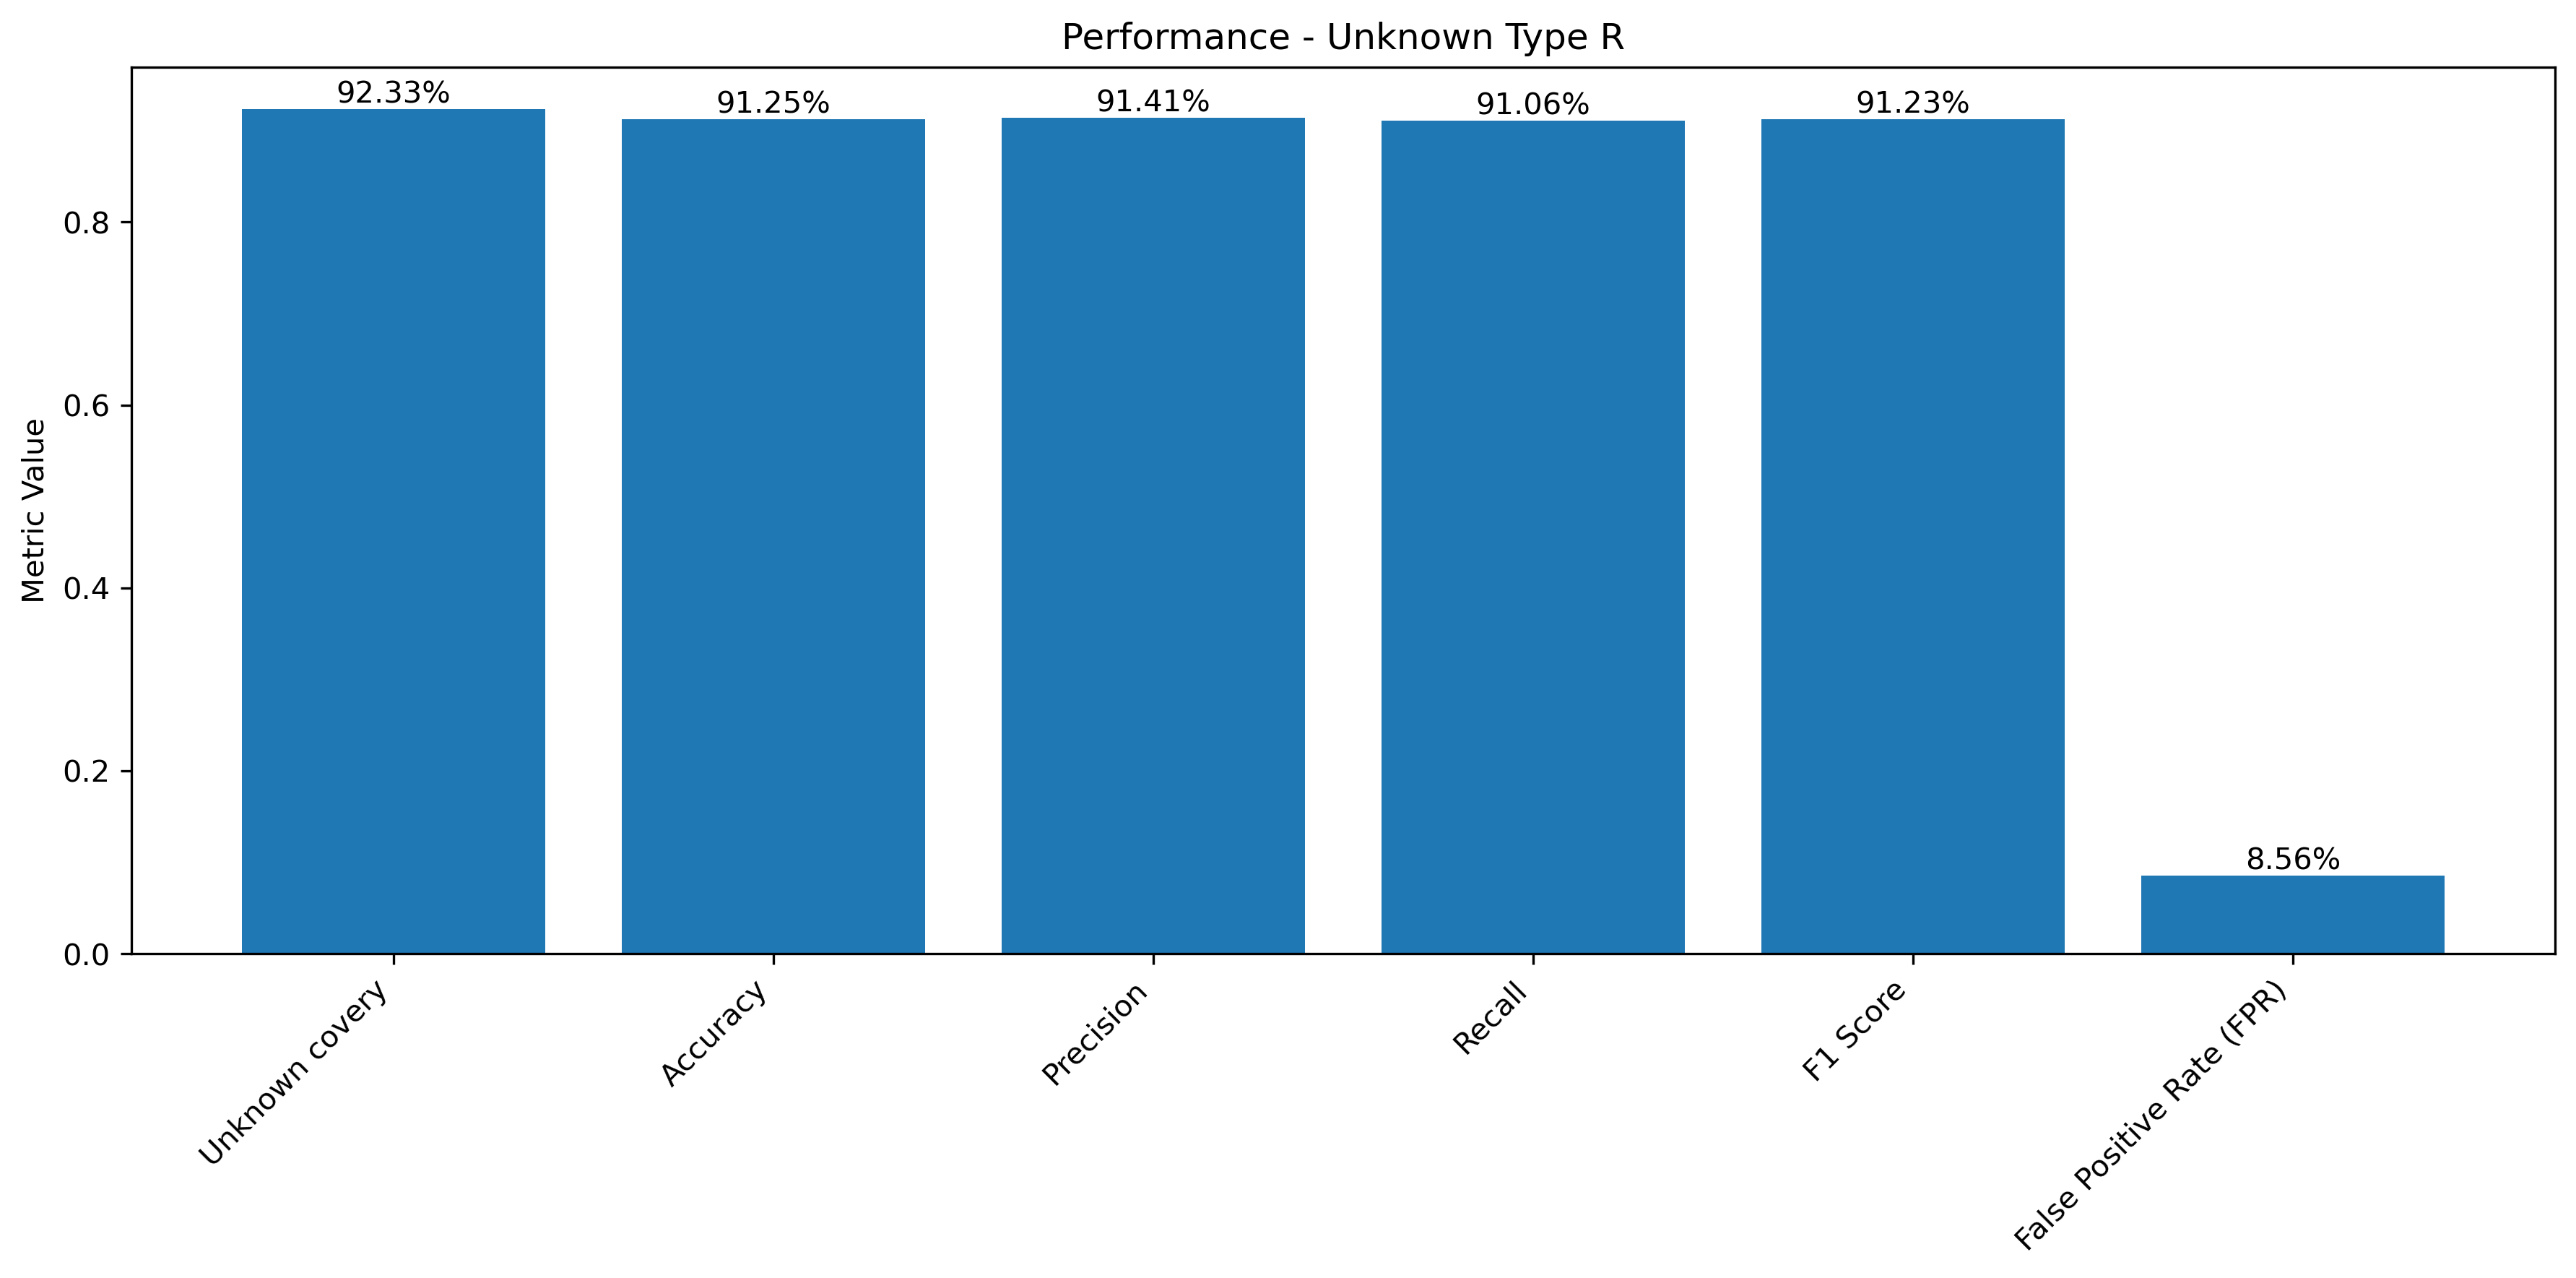 Performance - Unknown Type R
92.33%
91.25%
91.41%
91.06%
91.23%
8.56%
Metric Value
0.8
0.6
0.4
0.2
0.0
Unknown covery
Accuracy
Precision
Recall
F1 Score
False Positive Rate (FPR)